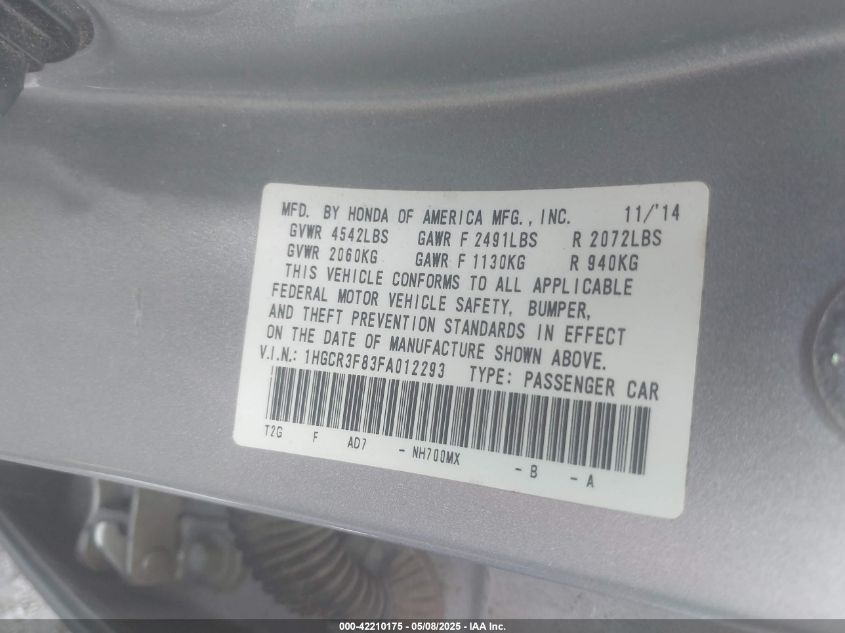 MFD. BY HONDA OF AMERICA MFG., INC. 11/'14
GVWR 4542LBS GAWR F 2491LBS R 2072LBS
GVWR 2060KG GAWR F 1130KG R 940KG
THIS VEHICLE CONFORMS TO ALL APPLICABLE
FEDERAL MOTOR VEHICLE SAFETY, BUMPER,
AND THEFT PREVENTION STANDARDS IN EFFECT
ON THE DATE OF MANUFACTURE SHOWN ABOVE.
V.I.N.: 1HGCR3F83FA012293 TYPE: PASSENGER CAR
T2G F AD7 - NH700MX - B - A
000-42210175 - 05/08/2025 - IAA Inc.